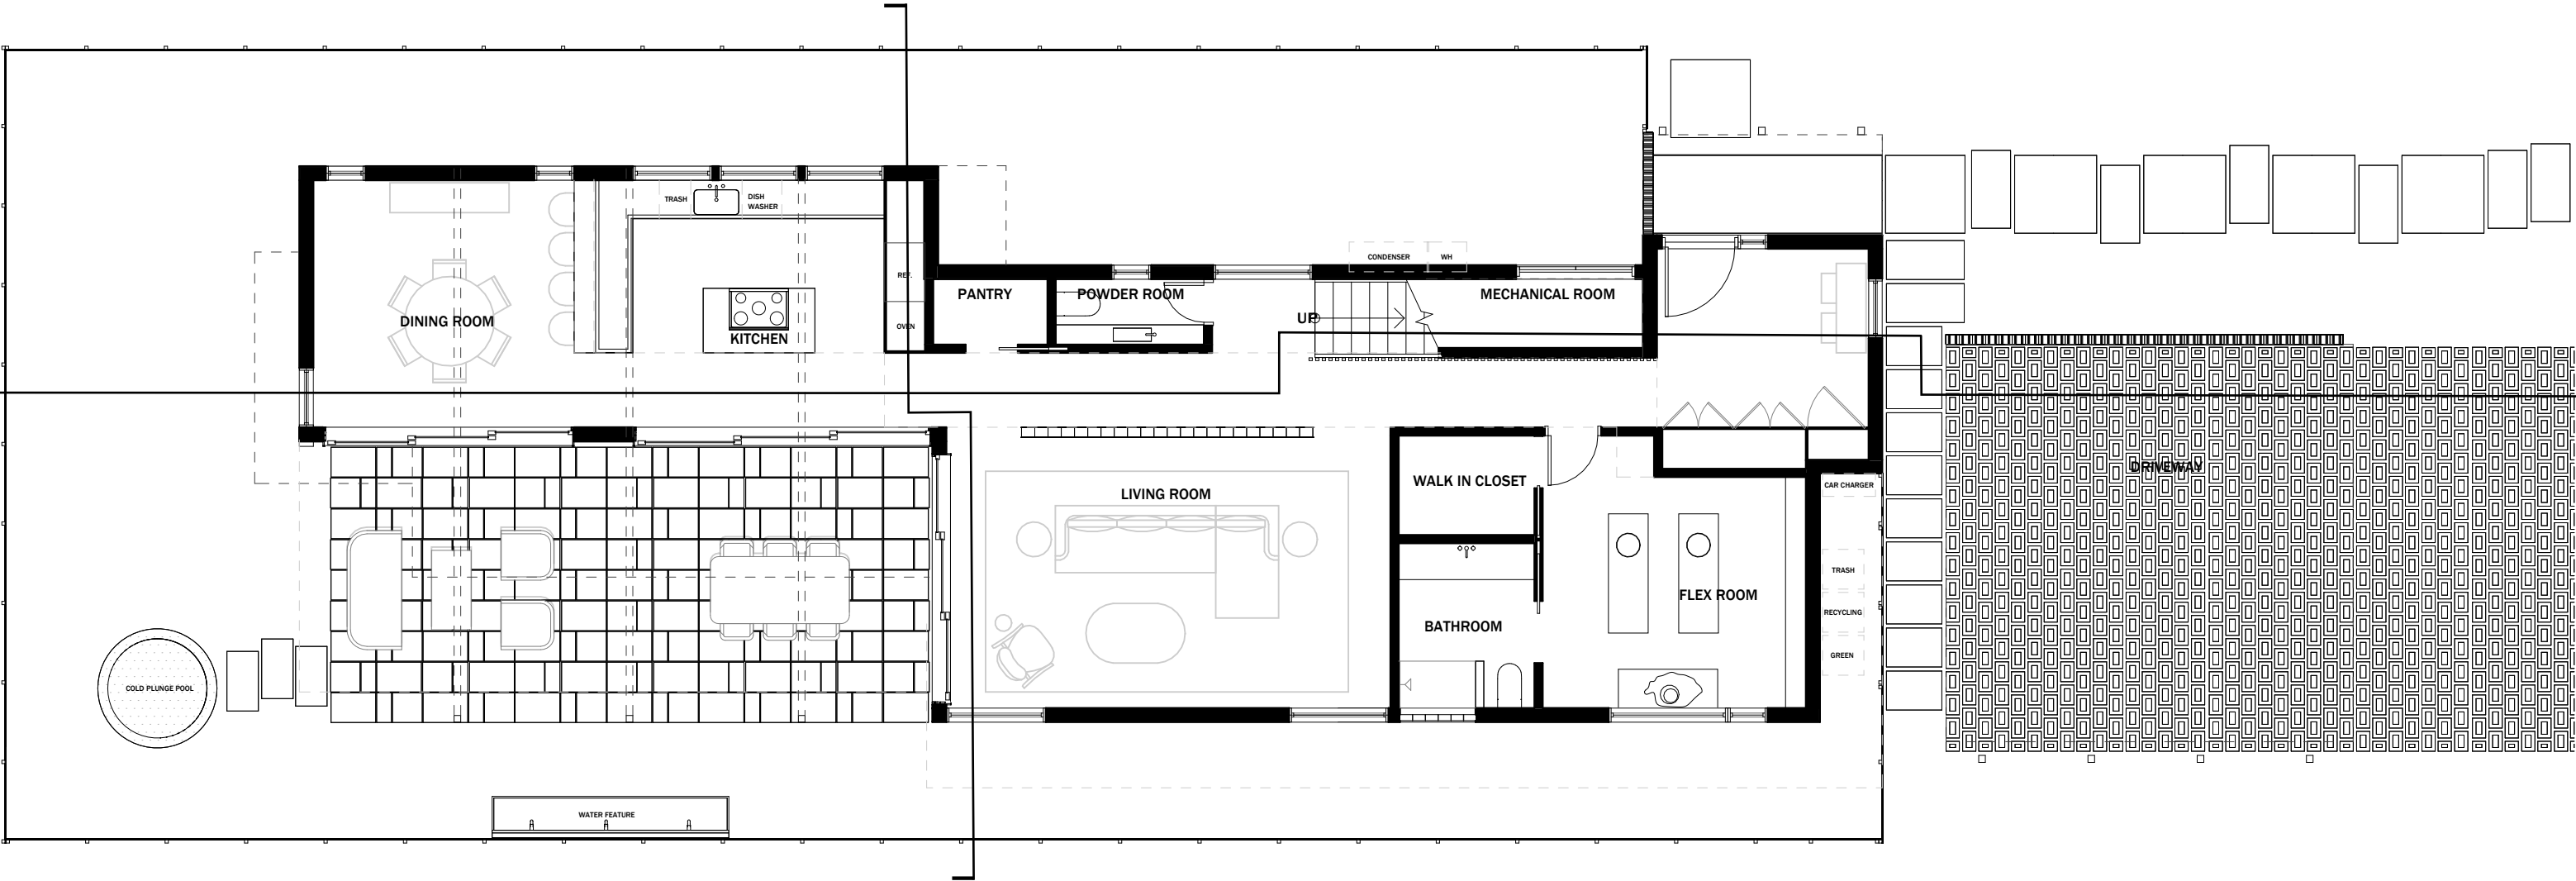 TRASH
DISH
WASHER
REF.
OVEN
DINING ROOM
KITCHEN
PANTRY
POWDER ROOM
UP
CONDENSER
WH
MECHANICAL ROOM
LIVING ROOM
WALK IN CLOSET
BATHROOM
FLEX ROOM
DRIVEWAY
CAR CHARGER
TRASH
RECYCLING
GREEN
COLD PLUNGE POOL
WATER FEATURE